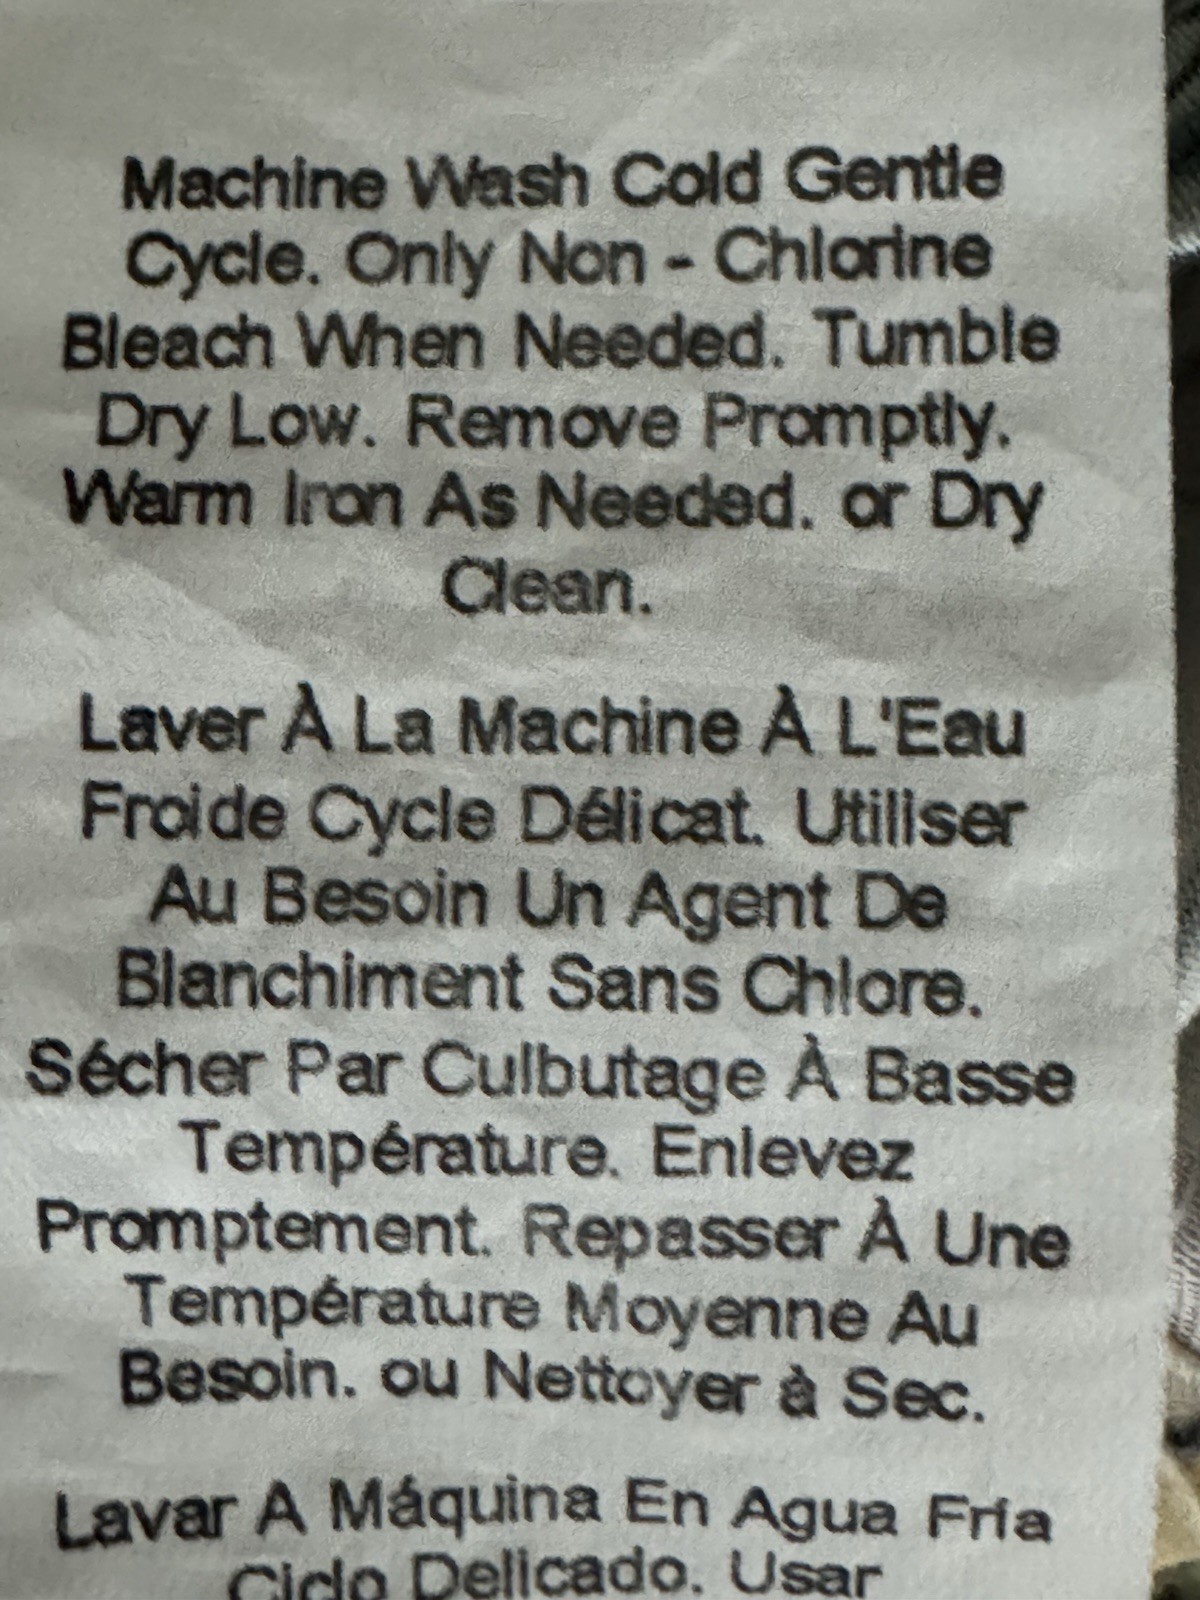 Machine Wash Cold Gentle
Cycle. Only Non - Chlorine
Bleach When Needed. Tumble
Dry Low. Remove Promptly.
Warm Iron As Needed. or Dry
Clean.
Laver À La Machine À L'Eau
Froide Cycle Délicat. Utiliser
Au Besoin Un Agent De
Blanchiment Sans Chlore.
Sécher Par Culbutage À Basse
Température. Enlevez
Promptement. Repasser À Une
Température Moyenne Au
Besoin. ou Nettoyer à Sec.
Lavar A Máquina En Agua Fría
Ciclo Delicado. Usar